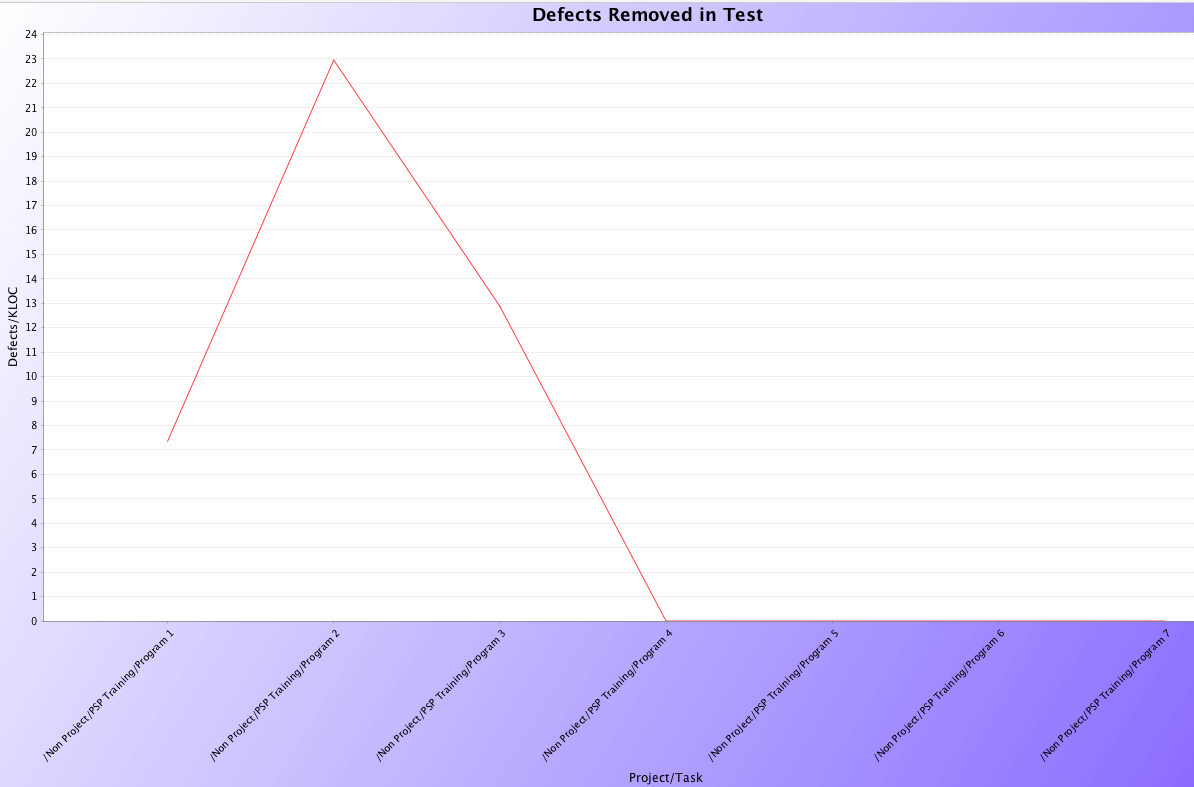 Defects Removed in Test
24
23
22
21
20
19
18
17
16
15
14
13
12
11
10
9
8
7
6
5
4
3
2
1
0
Defects/KLOC
/Non Project/PSP Training/Program 1
/Non Project/PSP Training/Program 2
/Non Project/PSP Training/Program 3
/Non Project/PSP Training/Program 4
/Non Project/PSP Training/Program 5
/Non Project/PSP Training/Program 6
/Non Project/PSP Training/Program 7
Project/Task